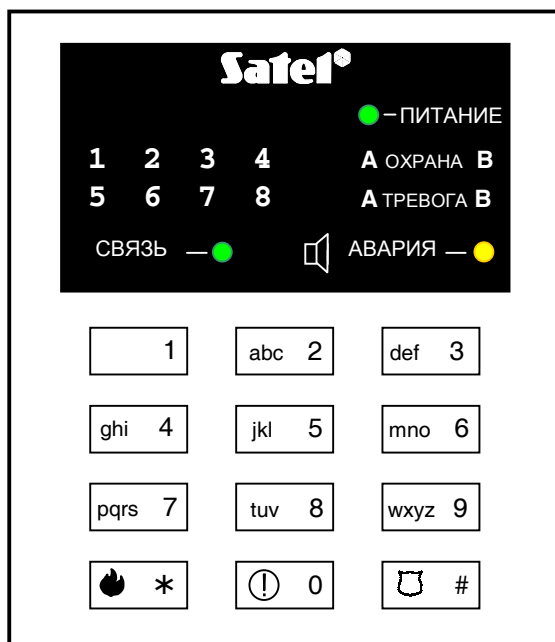 Satel®
–ПИТАНИЕ
1 2 3 4 A ОХРАНА B
5 6 7 8 A ТРЕВОГА B
СВЯЗЬ — АВАРИЯ —
1 abc 2 def 3
ghi 4 jkl 5 mno 6
pqrs 7 tuv 8 wxyz 9
* ! 0 #